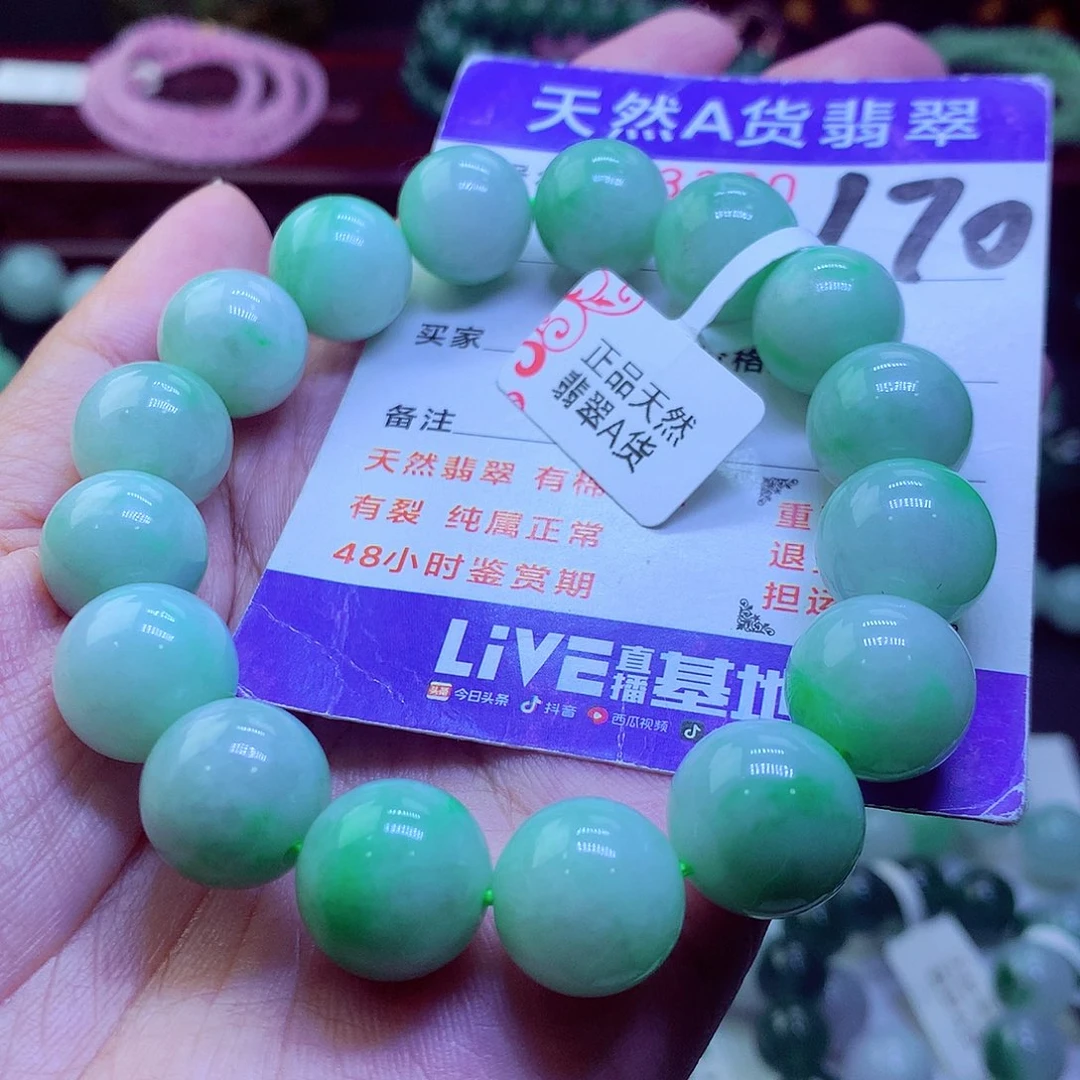 天然A货翡翠
170
买家
格
备注
正品天然
翡翠A货
天然翡翠 有棉
有裂 纯属正常
48小时鉴赏期
重
退
担运
LiVE直播基地
今日头条 抖音 西瓜视频